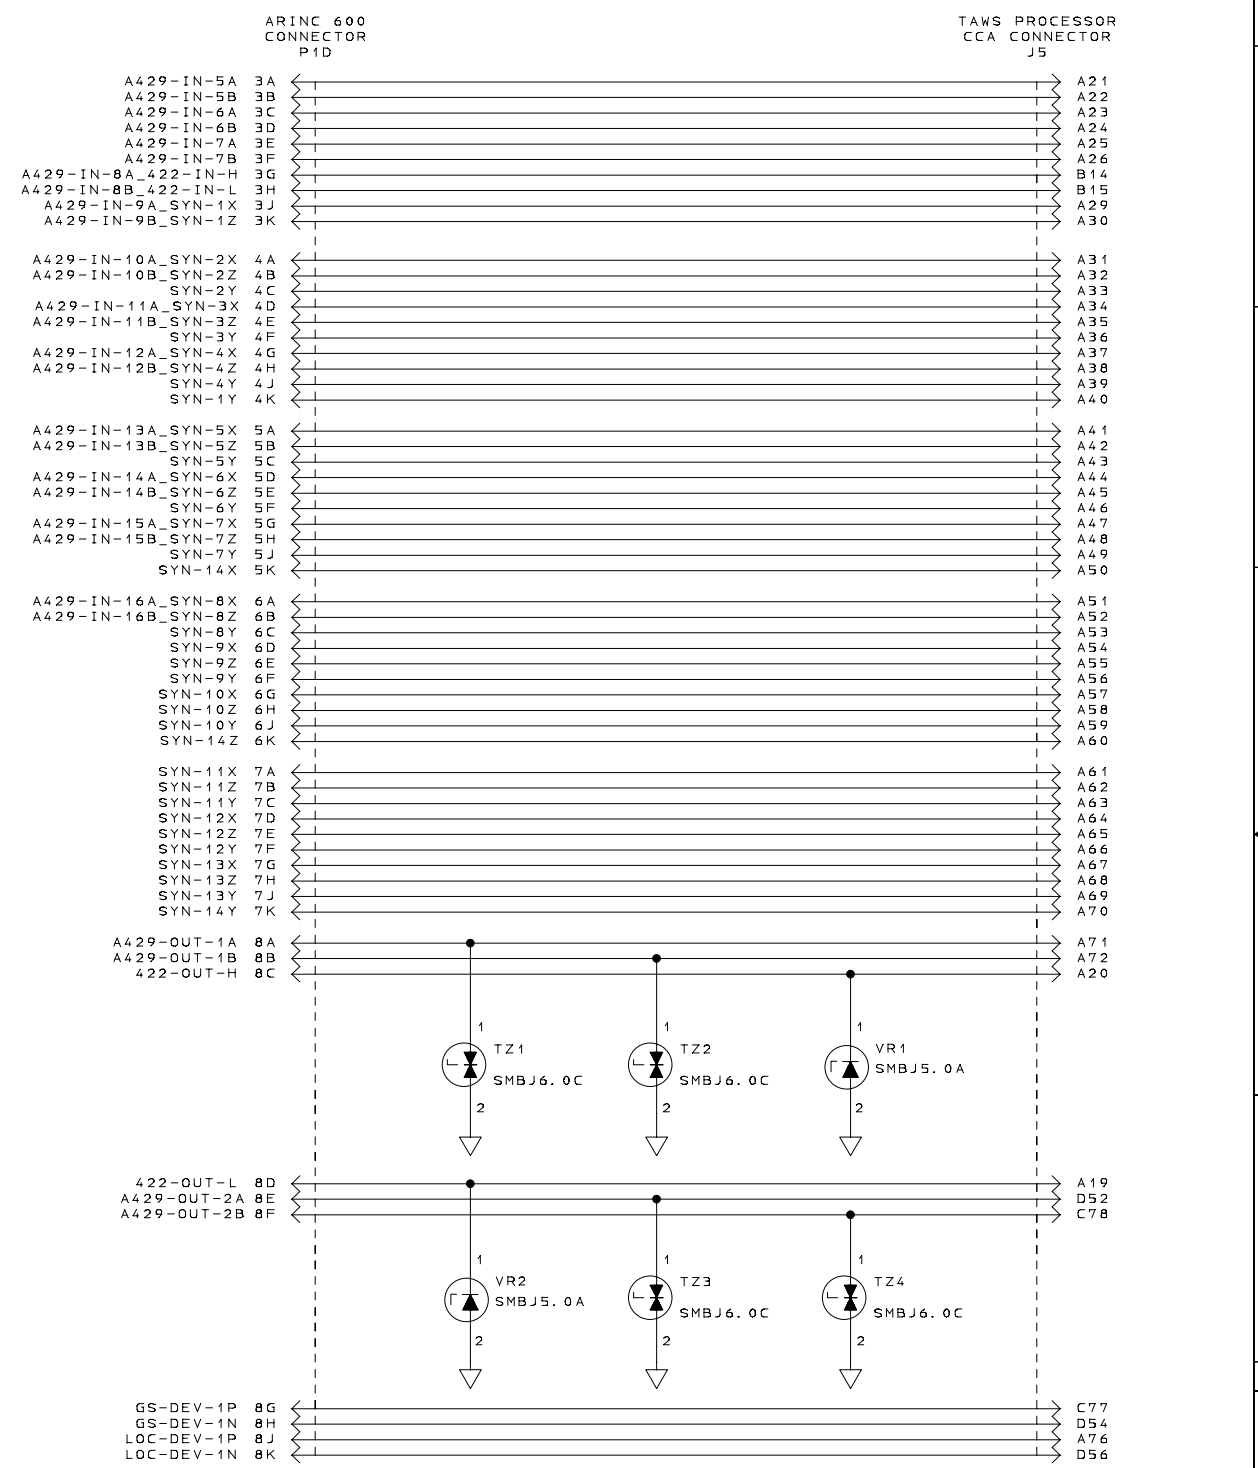 ARINC 600 TAWS PROCESSOR
CONNECTOR CCA CONNECTOR
P1D J5
A429-IN-5A 3A A21
A429-IN-5B 3B A22
A429-IN-6A 3C A23
A429-IN-6B 3D A24
A429-IN-7A 3E A25
A429-IN-7B 3F A26
A429-IN-8A_422-IN-H 3G B14
A429-IN-8B_422-IN-L 3H B15
A429-IN-9A_SYN-1X 3J A29
A429-IN-9B_SYN-1Z 3K A30
A429-IN-10A_SYN-2X 4A A31
A429-IN-10B_SYN-2Z 4B A32
SYN-2Y 4C A33
A429-IN-11A_SYN-3X 4D A34
A429-IN-11B_SYN-3Z 4E A35
SYN-3Y 4F A36
A429-IN-12A_SYN-4X 4G A37
A429-IN-12B_SYN-4Z 4H A38
SYN-4Y 4J A39
SYN-1Y 4K A40
A429-IN-13A_SYN-5X 5A A41
A429-IN-13B_SYN-5Z 5B A42
SYN-5Y 5C A43
A429-IN-14A_SYN-6X 5D A44
A429-IN-14B_SYN-6Z 5E A45
SYN-6Y 5F A46
A429-IN-15A_SYN-7X 5G A47
A429-IN-15B_SYN-7Z 5H A48
SYN-7Y 5J A49
SYN-14X 5K A50
A429-IN-16A_SYN-8X 6A A51
A429-IN-16B_SYN-8Z 6B A52
SYN-8Y 6C A53
SYN-9X 6D A54
SYN-9Z 6E A55
SYN-9Y 6F A56
SYN-10X 6G A57
SYN-10Z 6H A58
SYN-10Y 6J A59
SYN-14Z 6K A60
SYN-11X 7A A61
SYN-11Z 7B A62
SYN-11Y 7C A63
SYN-12X 7D A64
SYN-12Z 7E A65
SYN-12Y 7F A66
SYN-13X 7G A67
SYN-13Z 7H A68
SYN-13Y 7J A69
SYN-14Y 7K A70
A429-OUT-1A 8A A71
A429-OUT-1B 8B A72
422-OUT-H 8C A20
1 1 1
TZ1 TZ2 VR1
SMBJ6.0C SMBJ6.0C SMBJ5.0A
2 2 2
422-OUT-L 8D A19
A429-OUT-2A 8E D52
A429-OUT-2B 8F C78
1 1 1
VR2 TZ3 TZ4
SMBJ5.0A SMBJ6.0C SMBJ6.0C
2 2 2
GS-DEV-1P 8G C77
GS-DEV-1N 8H D54
LOC-DEV-1P 8J A76
LOC-DEV-1N 8K D56